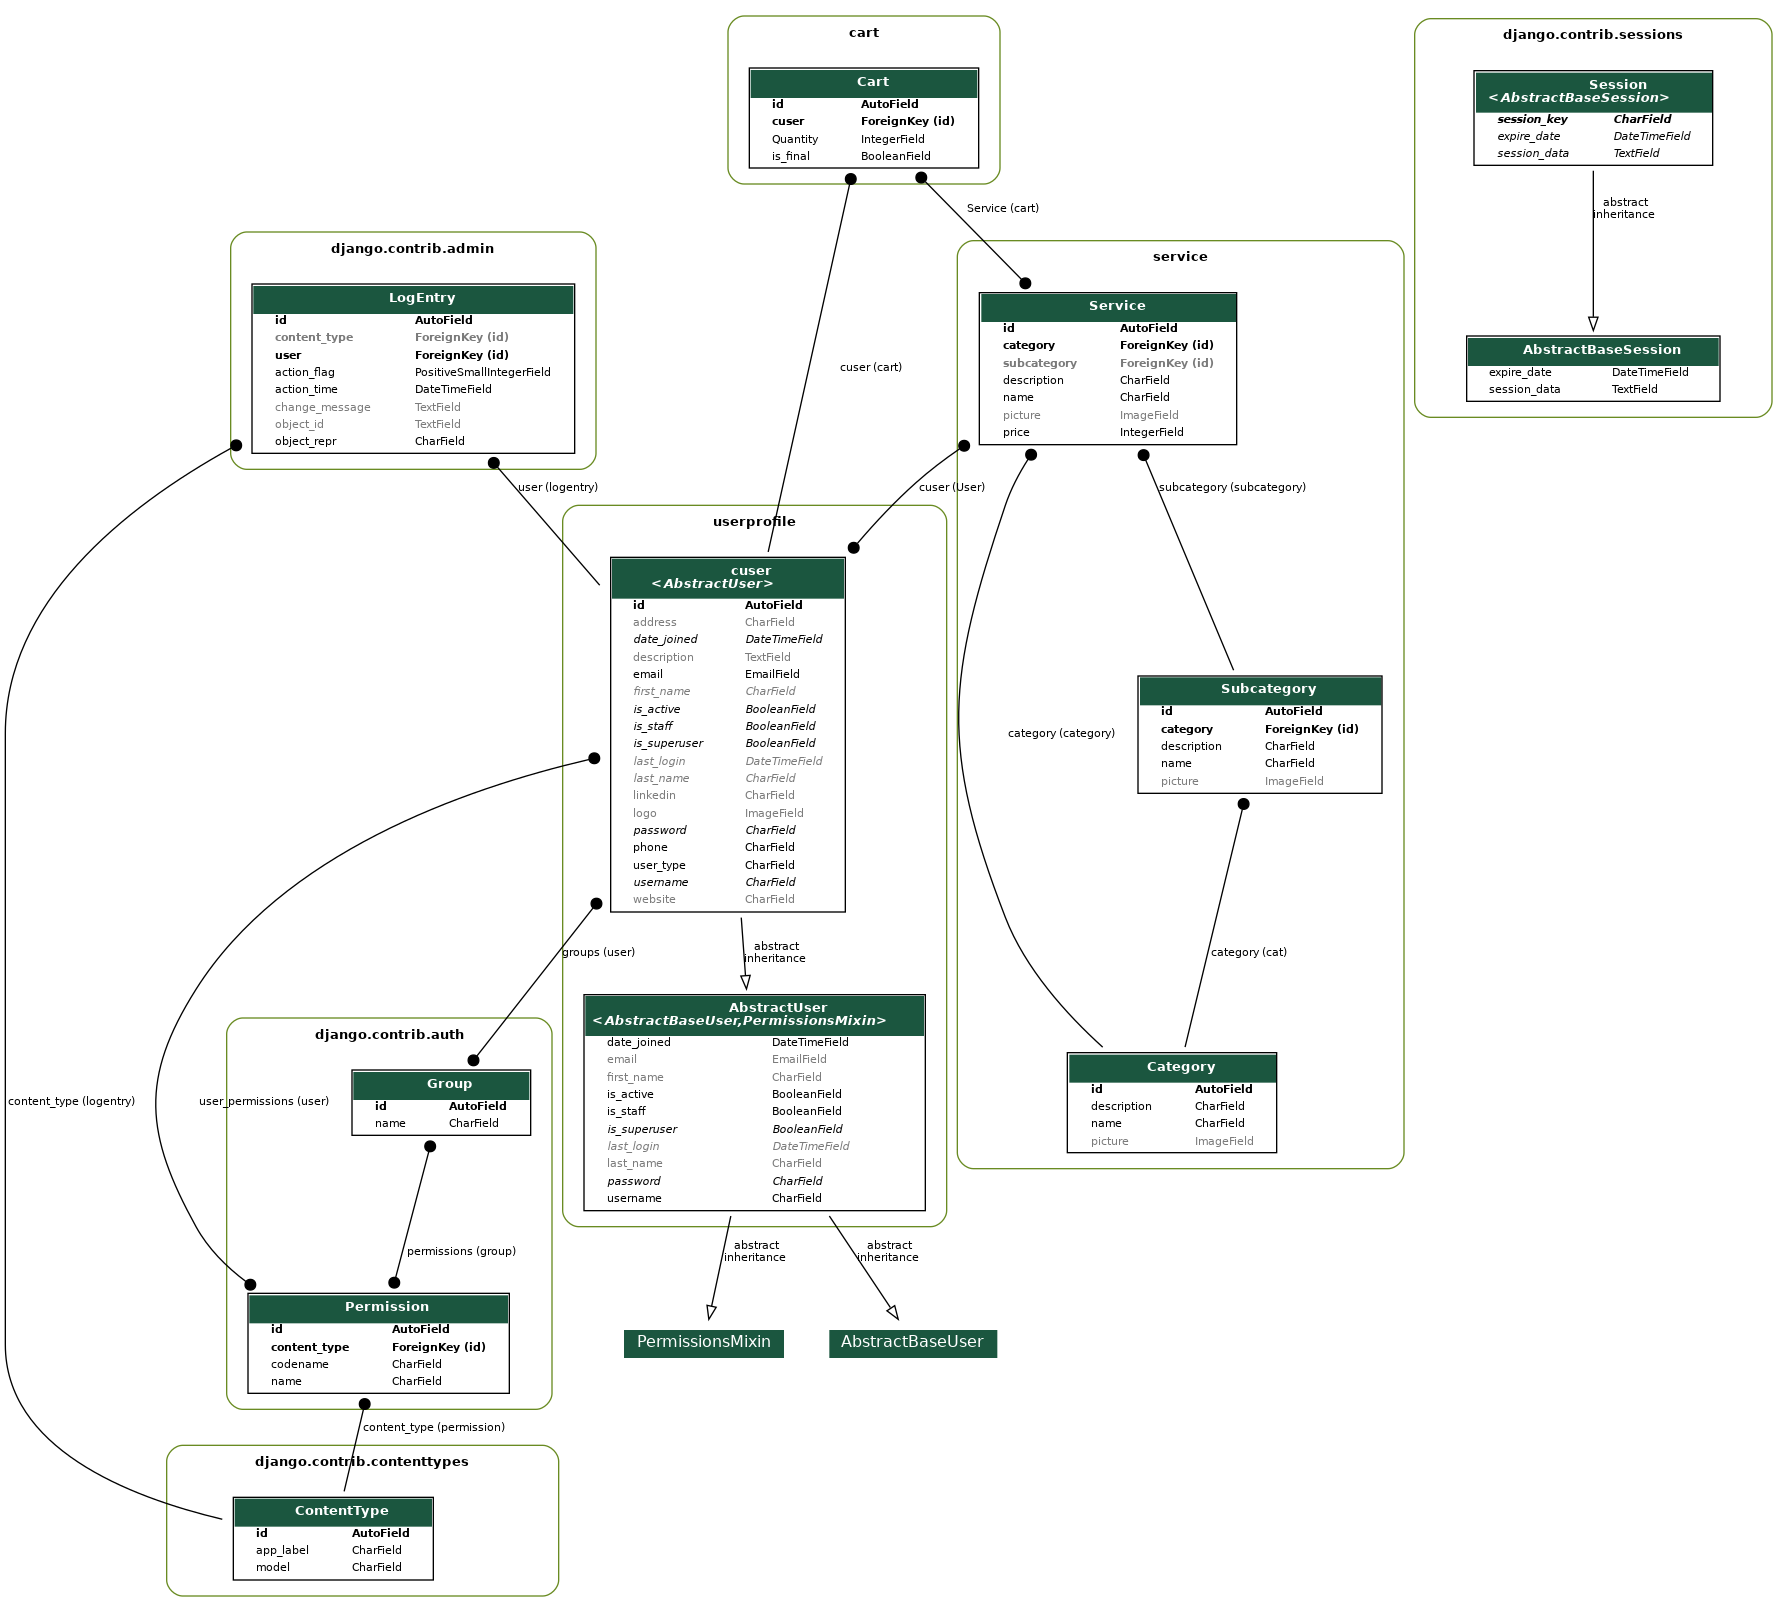 cart
Cart
id AutoField
cuser ForeignKey (id)
Quantity IntegerField
is_final BooleanField
django.contrib.sessions
Session
<AbstractBaseSession>
session_key CharField
expire_date DateTimeField
session_data TextField
abstract
inheritance
AbstractBaseSession
expire_date DateTimeField
session_data TextField
Service (cart)
django.contrib.admin
LogEntry
id AutoField
content_type ForeignKey (id)
user ForeignKey (id)
action_flag PositiveSmallIntegerField
action_time DateTimeField
change_message TextField
object_id TextField
object_repr CharField
cuser (cart)
service
Service
id AutoField
category ForeignKey (id)
subcategory ForeignKey (id)
description CharField
name CharField
picture ImageField
price IntegerField
user (logentry)
cuser (User)
subcategory (subcategory)
userprofile
cuser
<AbstractUser>
id AutoField
address CharField
date_joined DateTimeField
description TextField
email EmailField
first_name CharField
is_active BooleanField
is_staff BooleanField
is_superuser BooleanField
last_login DateTimeField
last_name CharField
linkedin CharField
logo ImageField
password CharField
phone CharField
user_type CharField
username CharField
website CharField
category (category)
Subcategory
id AutoField
category ForeignKey (id)
description CharField
name CharField
picture ImageField
groups (user)
abstract
inheritance
category (cat)
AbstractUser
<AbstractBaseUser,PermissionsMixin>
date_joined DateTimeField
email EmailField
first_name CharField
is_active BooleanField
is_staff BooleanField
is_superuser BooleanField
last_login DateTimeField
last_name CharField
password CharField
username CharField
Category
id AutoField
description CharField
name CharField
picture ImageField
django.contrib.auth
Group
id AutoField
name CharField
content_type (logentry)
user_permissions (user)
permissions (group)
abstract
inheritance
abstract
inheritance
Permission
id AutoField
content_type ForeignKey (id)
codename CharField
name CharField
PermissionsMixin
AbstractBaseUser
content_type (permission)
django.contrib.contenttypes
ContentType
id AutoField
app_label CharField
model CharField